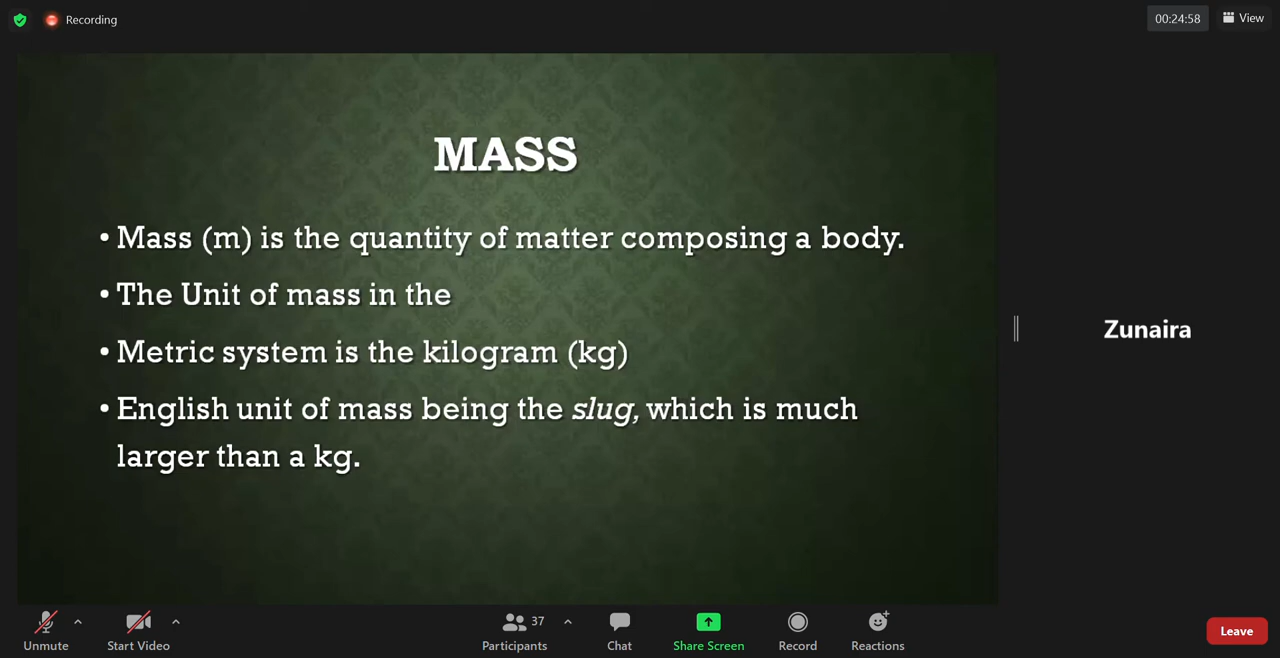 Recording
00:24:58
View
MASS
• Mass (m) is the quantity of matter composing a body.
• The Unit of mass in the
• Metric system is the kilogram (kg)
• English unit of mass being the slug, which is much
larger than a kg.
Zunaira
Unmute
Start Video
37
Participants
Chat
Share Screen
Record
Reactions
Leave